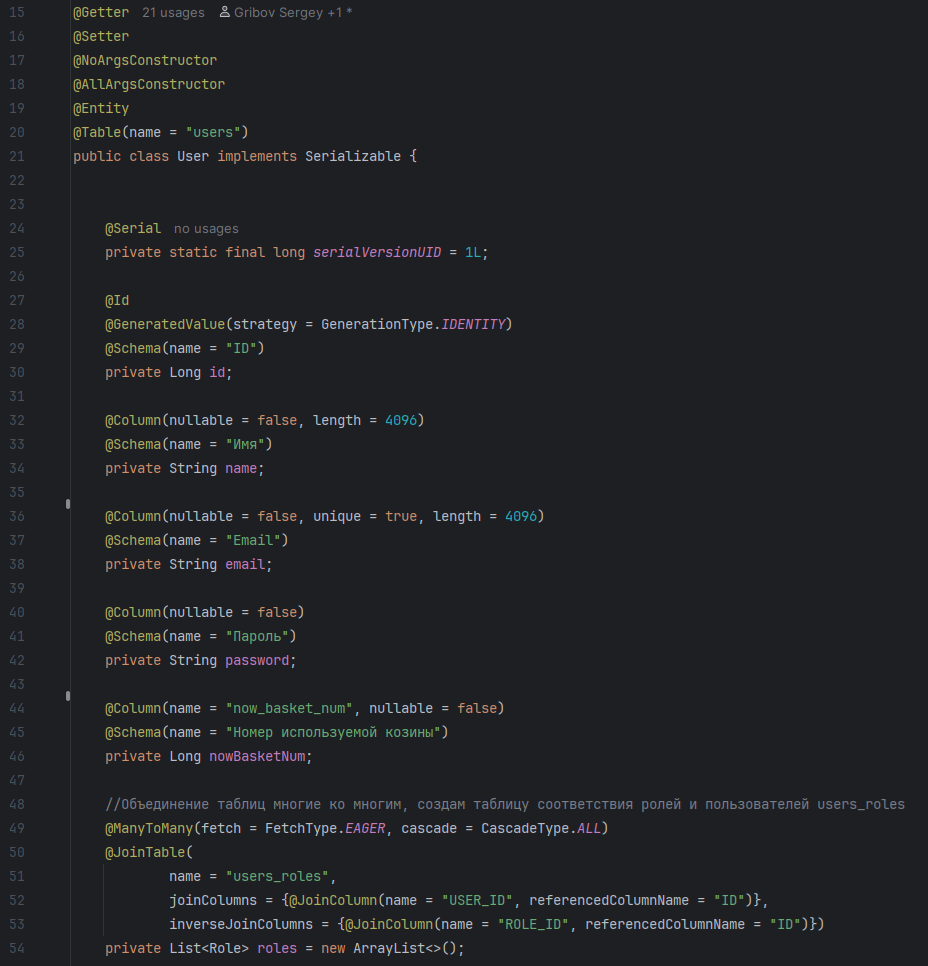 15 @Getter 21 usages Gribov Sergey +1 *
16 @Setter
17 @NoArgsConstructor
18 @AllArgsConstructor
19 @Entity
20 @Table(name = "users")
21 public class User implements Serializable {
22
23
24 @Serial no usages
25 private static final long serialVersionUID = 1L;
26
27 @Id
28 @GeneratedValue(strategy = GenerationType.IDENTITY)
29 @Schema(name = "ID")
30 private Long id;
31
32 @Column(nullable = false, length = 4096)
33 @Schema(name = "Имя")
34 private String name;
35
36 @Column(nullable = false, unique = true, length = 4096)
37 @Schema(name = "Email")
38 private String email;
39
40 @Column(nullable = false)
41 @Schema(name = "Пароль")
42 private String password;
43
44 @Column(name = "now_basket_num", nullable = false)
45 @Schema(name = "Номер используемой козины")
46 private Long nowBasketNum;
47
48 //Объединение таблиц многие ко многим, создам таблицу соответствия ролей и пользователей users_roles
49 @ManyToMany(fetch = FetchType.EAGER, cascade = CascadeType.ALL)
50 @JoinTable(
51 name = "users_roles",
52 joinColumns = {@JoinColumn(name = "USER_ID", referencedColumnName = "ID")},
53 inverseJoinColumns = {@JoinColumn(name = "ROLE_ID", referencedColumnName = "ID")})
54 private List<Role> roles = new ArrayList<>();